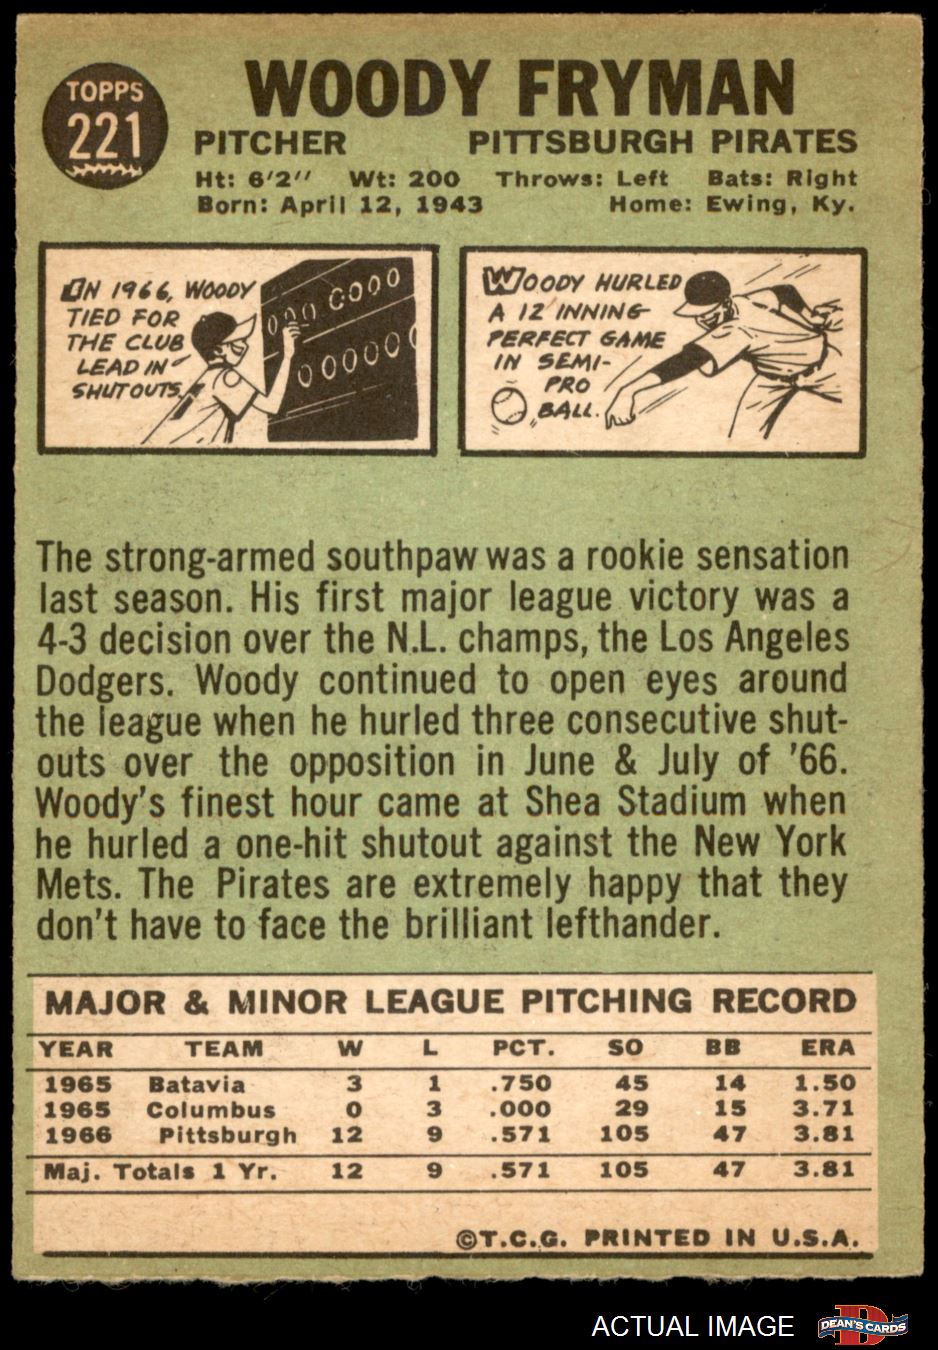 TOPPS
221
WOODY FRYMAN
PITCHER PITTSBURGH PIRATES
Ht: 6'2" Wt: 200 Throws: Left Bats: Right
Born: April 12, 1943 Home: Ewing, Ky.
IN 1966, WOODY
TIED FOR
THE CLUB
LEAD IN
SHUTOUTS.
000 0000
00000
WOODY HURLED
A 12 INNING
PERFECT GAME
IN SEMI-
PRO
BALL.
The strong-armed southpaw was a rookie sensation
last season. His first major league victory was a
4-3 decision over the N.L. champs, the Los Angeles
Dodgers. Woody continued to open eyes around
the league when he hurled three consecutive shut-
outs over the opposition in June & July of '66.
Woody's finest hour came at Shea Stadium when
he hurled a one-hit shutout against the New York
Mets. The Pirates are extremely happy that they
don't have to face the brilliant lefthander.
MAJOR & MINOR LEAGUE PITCHING RECORD
YEAR TEAM W L PCT. SO BB ERA
1965 Batavia 3 1 .750 45 14 1.50
1965 Columbus 0 3 .000 29 15 3.71
1966 Pittsburgh 12 9 .571 105 47 3.81
Maj. Totals 1 Yr. 12 9 .571 105 47 3.81
©T.C.G. PRINTED IN U.S.A.
ACTUAL IMAGE
D
DEAN'S CARDS